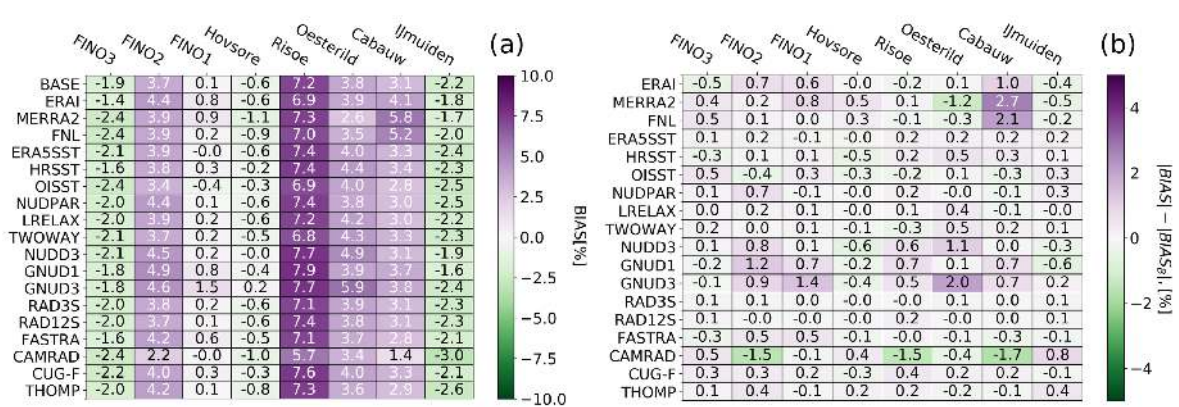 FINO3 FINO2 FINO1 Hovsore Risoe Oesterild Cabauw IJmuiden (a)
BASE -1.9 3.7 0.1 -0.6 7.2 3.8 3.1 -2.2
ERAI -1.4 4.4 0.8 -0.6 6.9 3.9 4.1 -1.8
MERRA2 -2.4 3.9 0.9 -1.1 7.3 2.6 5.8 -1.7
FNL -2.4 3.9 0.2 -0.9 7.0 3.5 5.2 -2.0
ERA5SST -2.1 3.9 -0.0 -0.6 7.4 4.0 3.3 -2.4
HRSST -1.6 3.8 0.3 -0.2 7.4 4.4 3.4 -2.3
OISST -2.4 3.4 -0.4 -0.3 6.9 4.0 2.8 -2.5
NUDPAR -2.0 4.4 0.1 -0.6 7.4 3.8 3.0 -2.5
LRELAX -2.0 3.9 0.2 -0.6 7.2 4.2 3.0 -2.2
TWOWAY -2.1 3.7 0.2 -0.5 6.8 4.3 3.3 -2.3
NUDD3 -2.1 4.5 0.2 -0.0 7.7 4.9 3.1 -1.9
GNUD1 -1.8 4.9 0.8 -0.4 7.9 3.9 3.7 -1.6
GNUD3 -1.8 4.6 1.5 0.2 7.7 5.9 3.8 -2.4
RAD3S -2.0 3.8 0.2 -0.6 7.1 3.9 3.1 -2.3
RAD12S -2.0 3.7 0.1 -0.6 7.4 3.8 3.1 -2.3
FASTRA -1.6 4.2 0.6 -0.5 7.1 3.7 2.8 -2.1
CAMRAD -2.4 2.2 -0.0 -1.0 5.7 3.4 1.4 -3.0
CUG-F -2.2 4.0 0.3 -0.3 7.6 4.0 3.3 -2.1
THOMP -2.0 4.2 0.1 -0.8 7.3 3.6 2.9 -2.6
10.0
7.5
5.0
2.5
0.0
-2.5
-5.0
-7.5
-10.0
BIAS[%]
FINO3 FINO2 FINO1 Hovsore Risoe Oesterild Cabauw IJmuiden (b)
ERAI -0.5 0.7 0.6 -0.0 -0.2 0.1 1.0 -0.4
MERRA2 0.4 0.2 0.8 0.5 0.1 -1.2 2.7 -0.5
FNL 0.5 0.1 0.0 0.3 -0.1 -0.3 2.1 -0.2
ERA5SST 0.1 0.2 -0.1 -0.0 0.2 0.2 0.2 0.2
HRSST -0.3 0.1 0.1 -0.5 0.2 0.5 0.3 0.1
OISST 0.5 -0.4 0.3 -0.3 -0.2 0.1 -0.3 0.3
NUDPAR 0.1 0.7 -0.1 -0.0 0.2 -0.0 -0.1 0.3
LRELAX 0.0 0.2 0.1 -0.0 0.1 0.4 -0.1 -0.0
TWOWAY 0.2 0.0 0.1 -0.1 -0.3 0.5 0.2 0.1
NUDD3 0.1 0.8 0.1 -0.6 0.6 1.1 0.0 -0.3
GNUD1 -0.2 1.2 0.7 -0.2 0.7 0.1 0.7 -0.6
GNUD3 -0.1 0.9 1.4 -0.4 0.5 2.0 0.7 0.2
RAD3S 0.1 0.1 0.0 -0.0 -0.0 0.1 0.0 0.1
RAD12S 0.1 -0.0 -0.0 -0.0 0.2 -0.0 0.0 0.1
FASTRA -0.3 0.5 0.5 -0.1 -0.1 -0.1 -0.3 -0.1
CAMRAD 0.5 -1.5 -0.1 0.4 -1.5 -0.4 -1.7 0.8
CUG-F 0.3 0.3 0.2 -0.3 0.4 0.2 0.2 -0.1
THOMP 0.1 0.4 -0.1 0.2 0.2 -0.2 -0.1 0.4
4
2
0
−2
−4